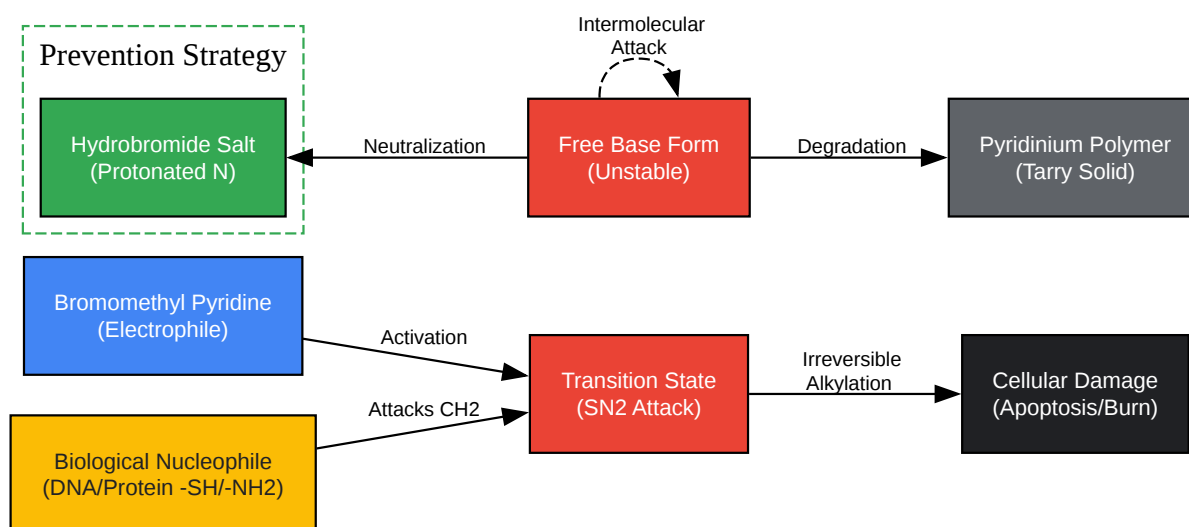 Intermolecular
Attack
Prevention Strategy
Hydrobromide Salt
(Protonated N)
Neutralization
Free Base Form
(Unstable)
Degradation
Pyridinium Polymer
(Tarry Solid)
Bromomethyl Pyridine
(Electrophile)
Activation
Biological Nucleophile
(DNA/Protein -SH/-NH2)
Attacks CH2
Transition State
(SN2 Attack)
Irreversible
Alkylation
Cellular Damage
(Apoptosis/Burn)